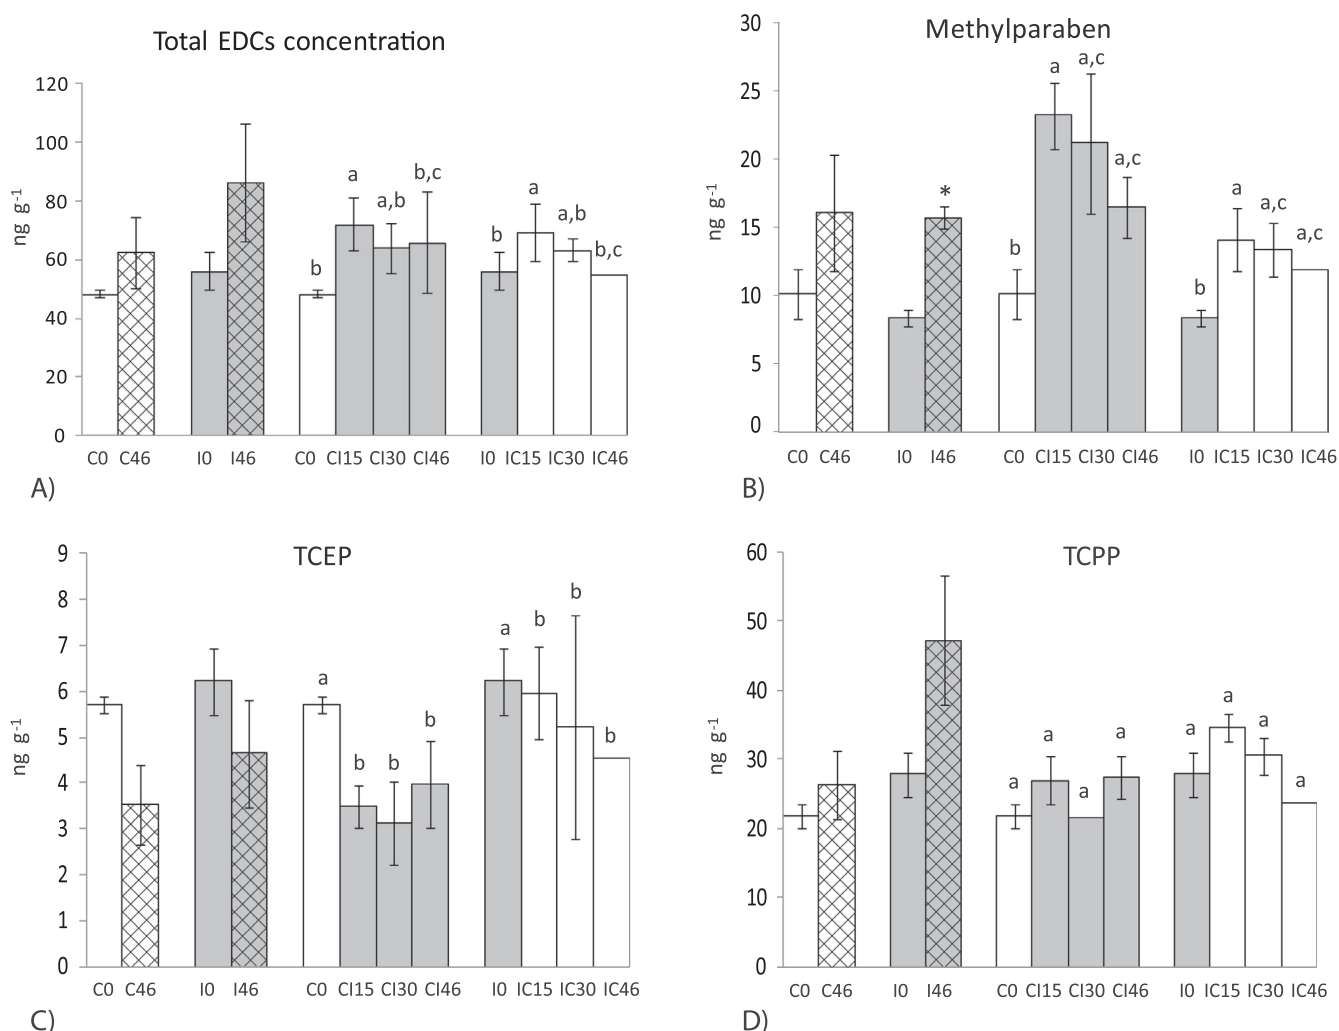 Total EDCs concentration
120
100
80
60
40
20
0
ng g-1
b
a
a,b
b,c
b
a
a,b
b,c
C0 C46 I0 I46 C0 CI15 CI30 CI46 I0 IC15 IC30 IC46
A)
Methylparaben
30
25
20
15
10
5
0
ng g-1
*
b
a
a,c
a,c
b
a
a,c
a,c
C0 C46 I0 I46 C0 CI15 CI30 CI46 I0 IC15 IC30 IC46
B)
TCEP
9
8
7
6
5
4
3
2
1
0
ng g-1
a
b
b
b
a
b
b
b
C0 C46 I0 I46 C0 CI15 CI30 CI46 I0 IC15 IC30 IC46
C)
TCPP
60
50
40
30
20
10
0
ng g-1
a
a
a
a
a
a
a
a
C0 C46 I0 I46 C0 CI15 CI30 CI46 I0 IC15 IC30 IC46
D)